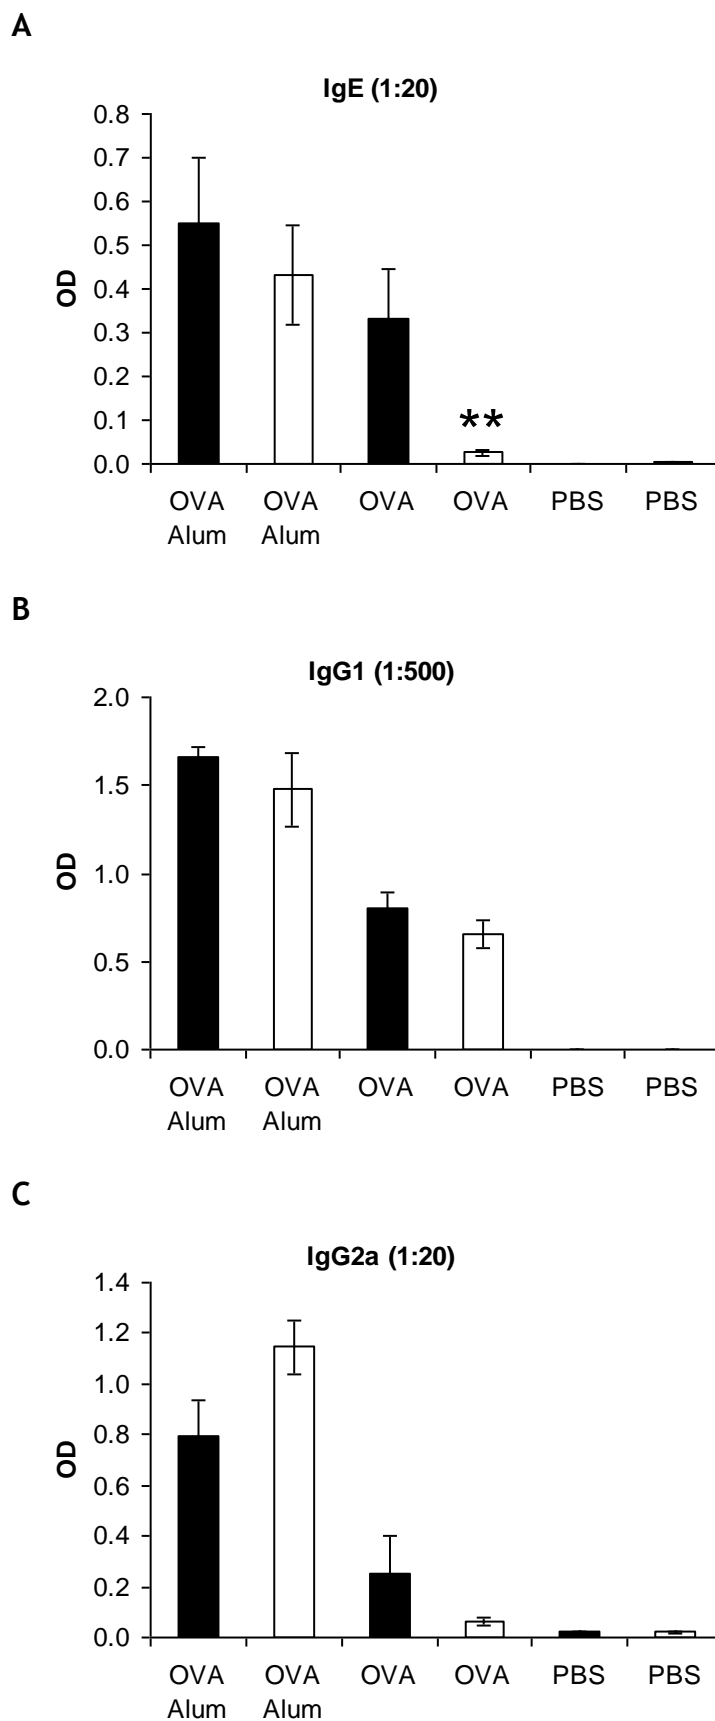 A
IgE (1:20)
0.8
0.7
0.6
0.5
0.4
0.3
0.2
0.1
0.0
OD
**
OVA OVA OVA OVA PBS PBS
Alum Alum
B
IgG1 (1:500)
2.0
1.5
1.0
0.5
0.0
OD
OVA OVA OVA OVA PBS PBS
Alum Alum
C
IgG2a (1:20)
1.4
1.2
1.0
0.8
0.6
0.4
0.2
0.0
OD
OVA OVA OVA OVA PBS PBS
Alum Alum